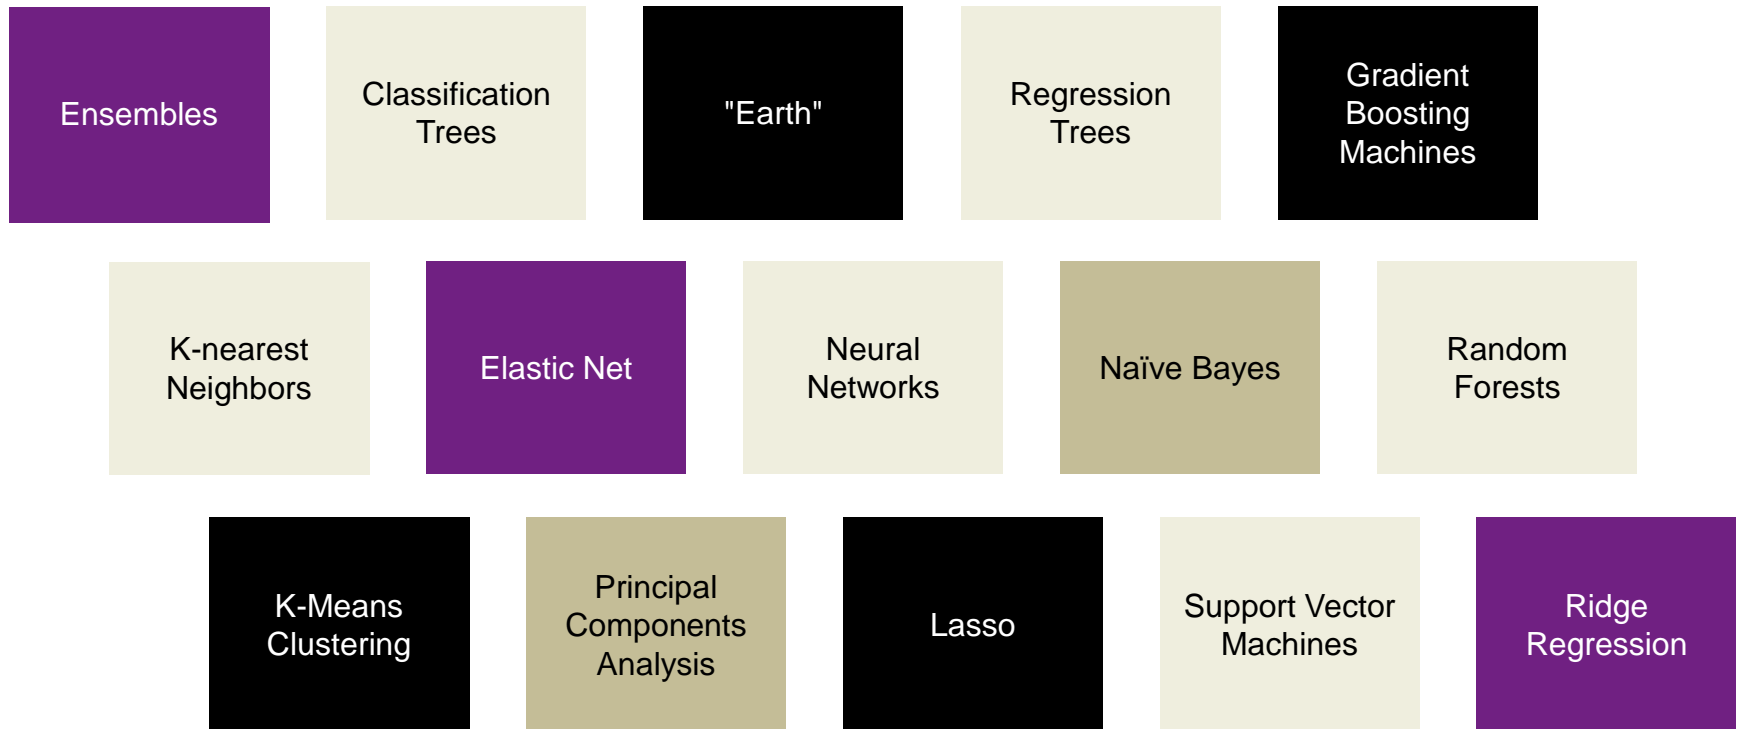 Ensembles
Classification
Trees
"Earth"
Regression
Trees
Gradient
Boosting
Machines
K-nearest
Neighbors
Elastic Net
Neural
Networks
Naïve Bayes
Random
Forests
K-Means
Clustering
Principal
Components
Analysis
Lasso
Support Vector
Machines
Ridge
Regression